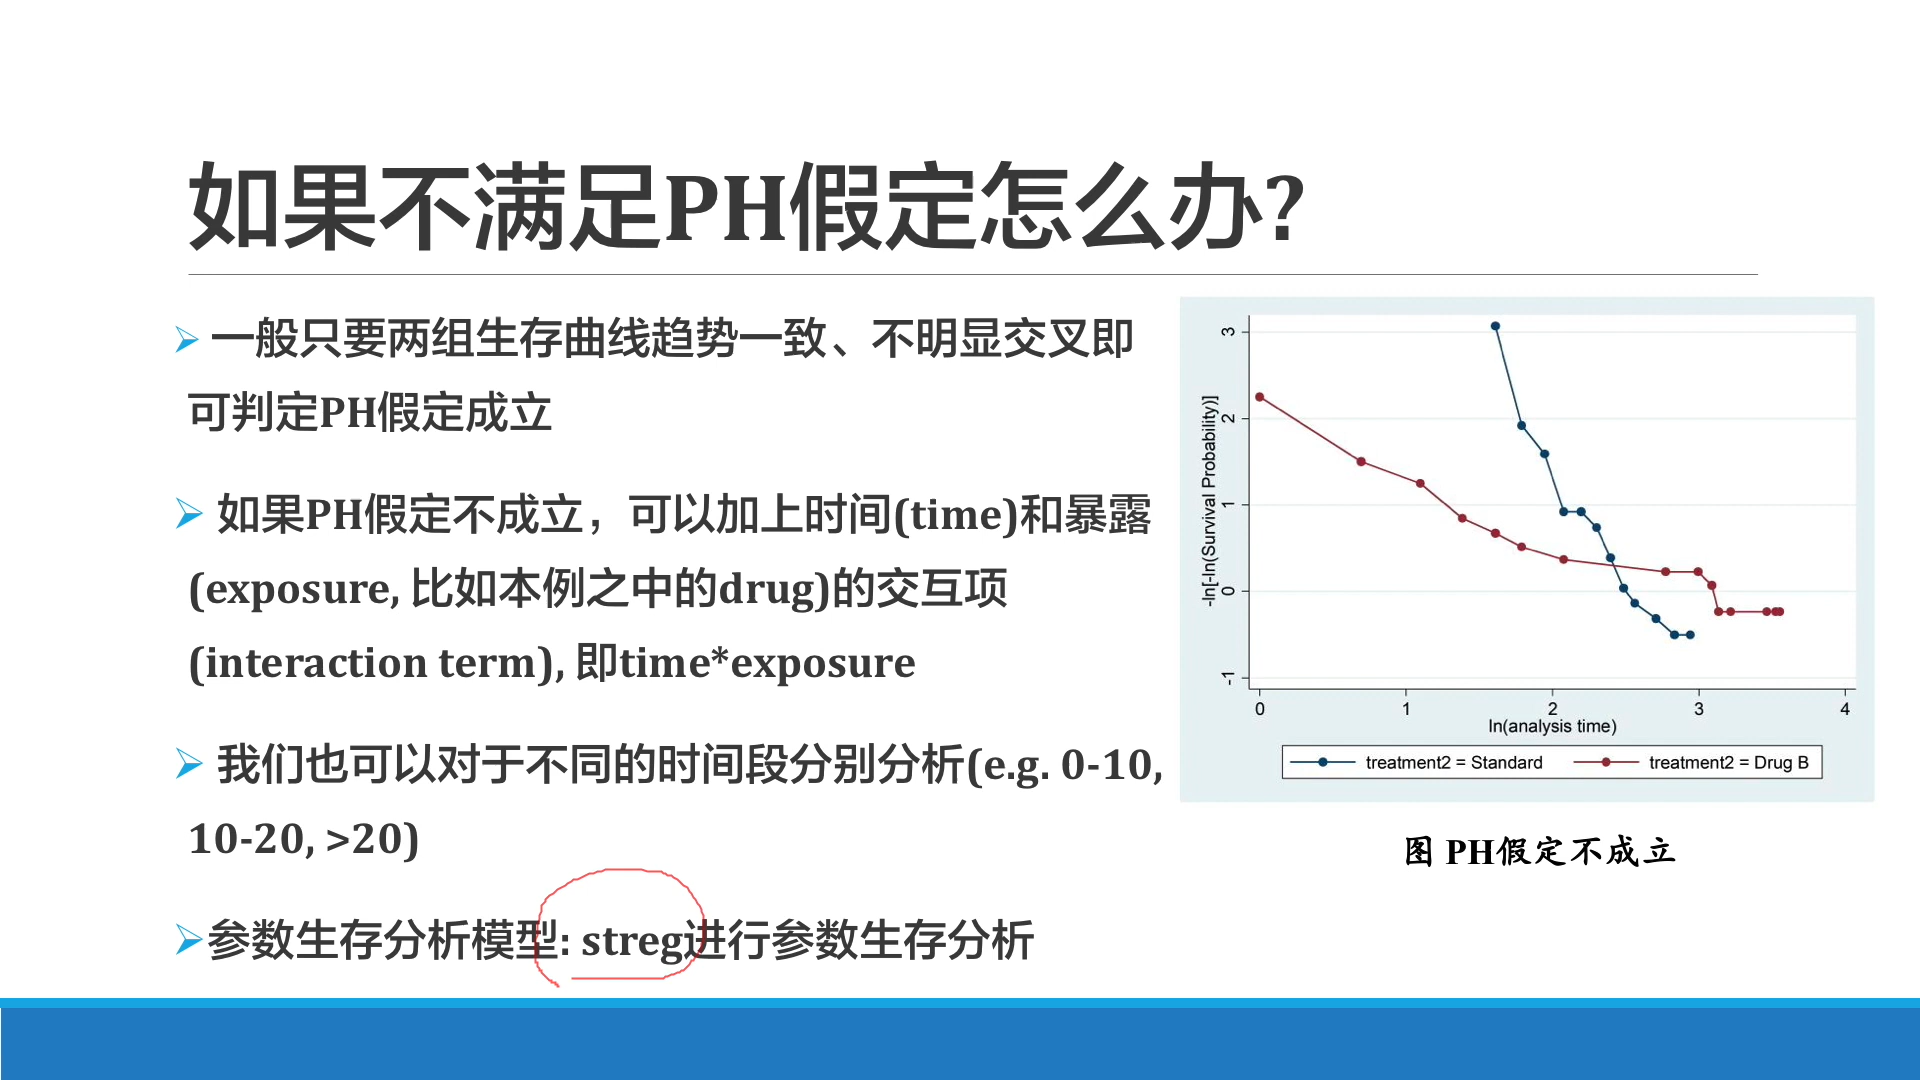 如果不满足PH假定怎么办?
➢ 一般只要两组生存曲线趋势一致、不明显交叉即
可判定PH假定成立
➢ 如果PH假定不成立，可以加上时间(time)和暴露
(exposure, 比如本例之中的drug)的交互项
(interaction term), 即time*exposure
➢ 我们也可以对于不同的时间段分别分析(e.g. 0-10,
10-20, >20)
➢参数生存分析模型: streg进行参数生存分析
-ln[-ln(Survival Probability)]
3
2
1
0
-1
0 1 2 3 4
ln(analysis time)
treatment2 = Standard treatment2 = Drug B
图 PH假定不成立